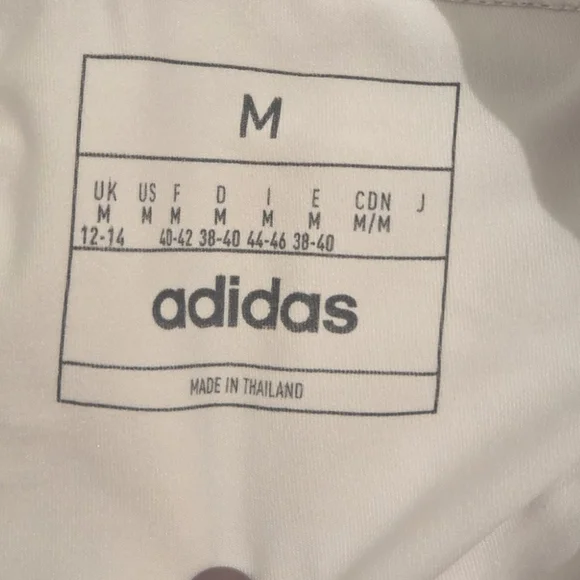 M
UK US F D I E CDN J
M M M M M M M/M
12-14 40-42 38-40 44-46 38-40
adidas
MADE IN THAILAND